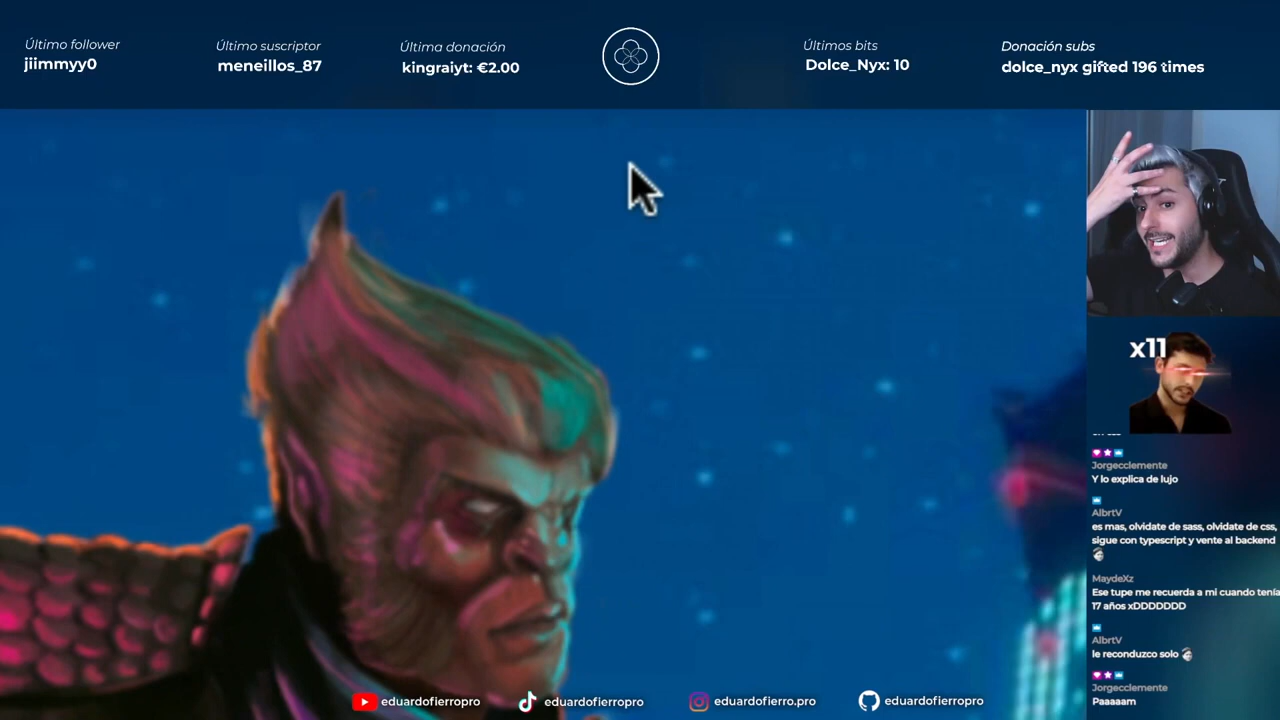 Último follower
jiimmyy0
Último suscriptor
meneillos_87
Última donación
kingraiyt: €2.00
Últimos bits
Dolce_Nyx: 10
Donación subs
dolce_nyx gifted 196 times
x11
Jorgecclemente
Y lo explica de lujo
AlbrtV
es mas, olvidate de sass, olvidate de css,
sigue con typescript y vente al backend
MaydeXz
Ese tupe me recuerda a mi cuando tenía
17 años xDDDDDDD
AlbrtV
le reconduzco solo
Jorgecclemente
Paaaaam
eduardofierropro
eduardofierropro
eduardofierro.pro
eduardofierropro